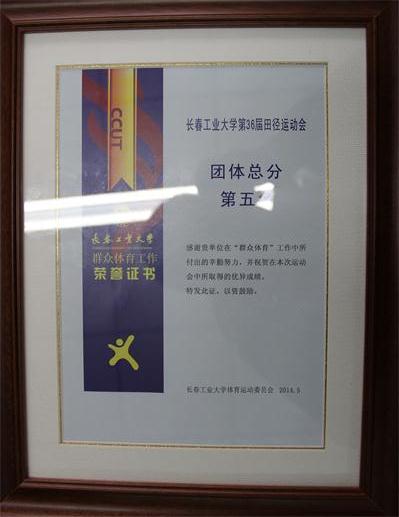 CCUT
长春工业大学
群众体育工作
荣誉证书
长春工业大学第36届田径运动会
团体总分
第五
感谢贵单位在“群众体育”工作中所
付出的辛勤努力，并祝贺在本次运动
会中所取得的优异成绩。
特发此证，以资鼓励。
长春工业大学体育运动委员会 2014.5